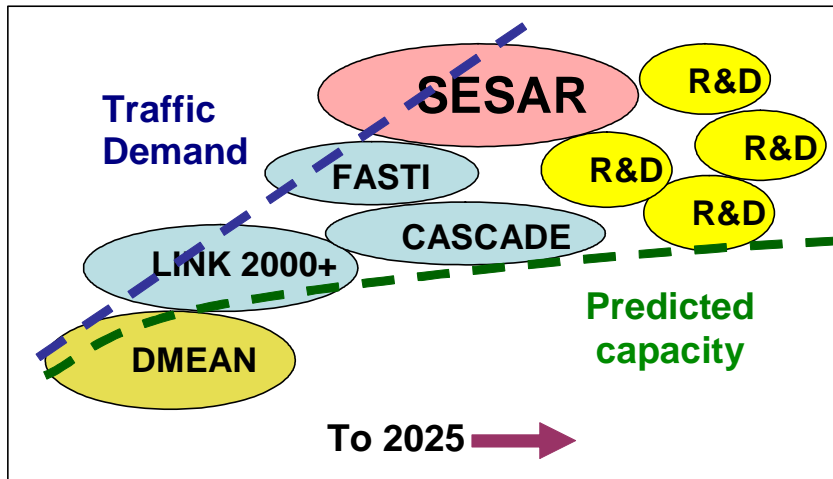 SESAR
R&D
Traffic
Demand
R&D
FASTI
R&D
R&D
CASCADE
LINK 2000+
Predicted
capacity
DMEAN
To 2025